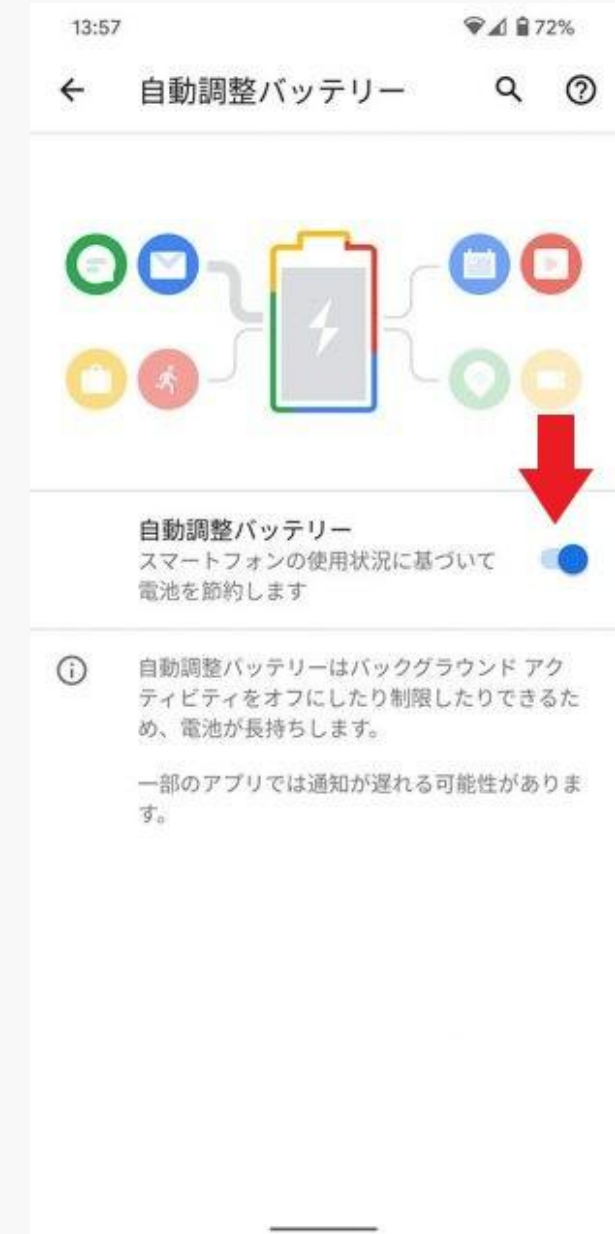 13:57
72%
自動調整バッテリー
自動調整バッテリー
スマートフォンの使用状況に基づいて
電池を節約します
自動調整バッテリーはバックグラウンド アク
ティビティをオフにしたり制限したりできるた
め、電池が長持ちします。
一部のアプリでは通知が遅れる可能性がありま
す。